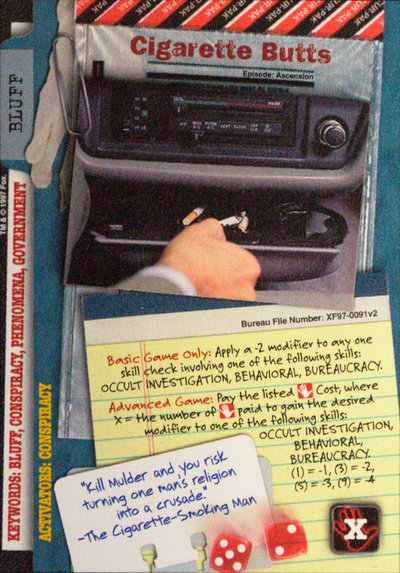 Cigarette Butts
Episode: Ascension
BLUFF
TM & © 1997 Fox.
KEYWORDS: BLUFF, CONSPIRACY, PHENOMENA, GOVERNMENT
ACTIVATORS: CONSPIRACY
Bureau File Number: XF97-0091v2
Basic Game Only: Apply a -2 modifier to any one
skill check involving one of the following skills:
OCCULT INVESTIGATION, BEHAVIORAL, BUREAUCRACY.
Advanced Game: Pay the listed Cost, where
X = the number of paid to gain the desired
modifier to one of the following skills:
OCCULT INVESTIGATION,
BEHAVIORAL,
BUREAUCRACY.
(1) = -1, (3) = -2,
(5) = -3, (9) = -4
"Kill Mulder and you risk
turning one man's religion
into a crusade."
-The Cigarette-Smoking Man
X